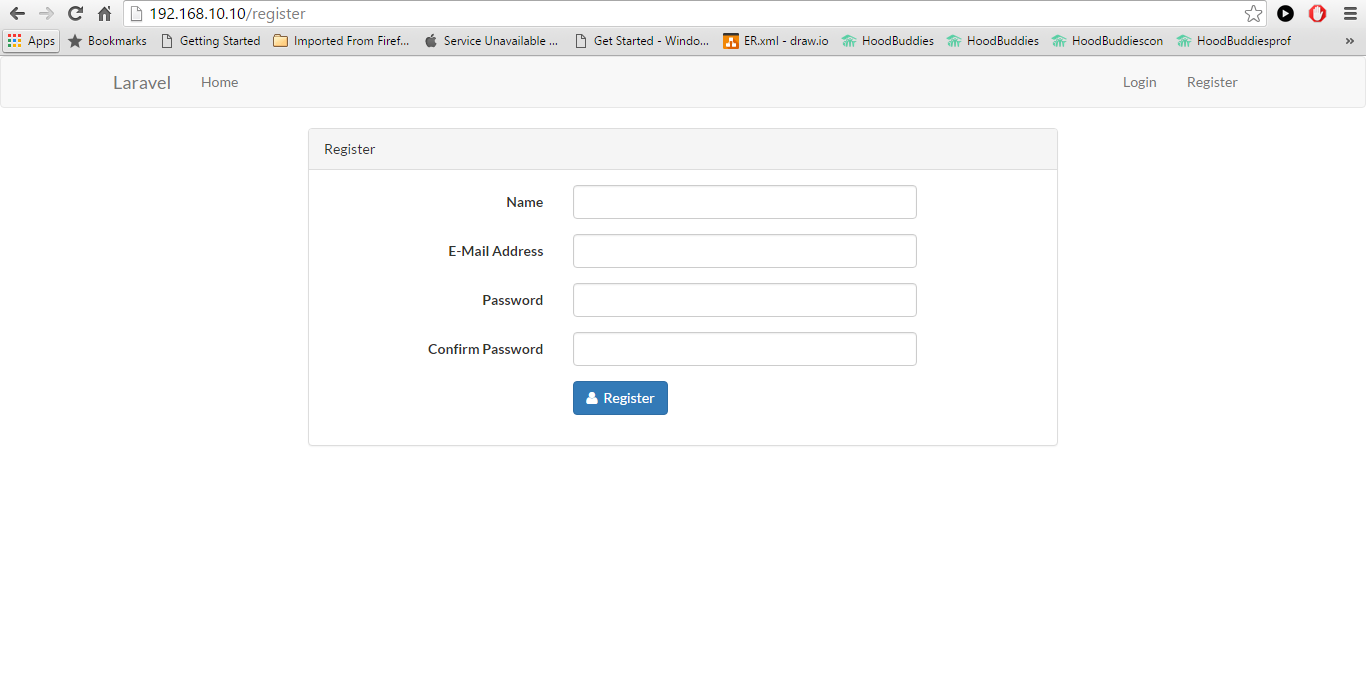 192.168.10.10/register
Apps Bookmarks Getting Started Imported From Firef... Service Unavailable ... Get Started - Windo... ER.xml - draw.io HoodBuddies HoodBuddies HoodBuddiescon HoodBuddiesprof »
Laravel Home Login Register
Register
Name
E-Mail Address
Password
Confirm Password
Register